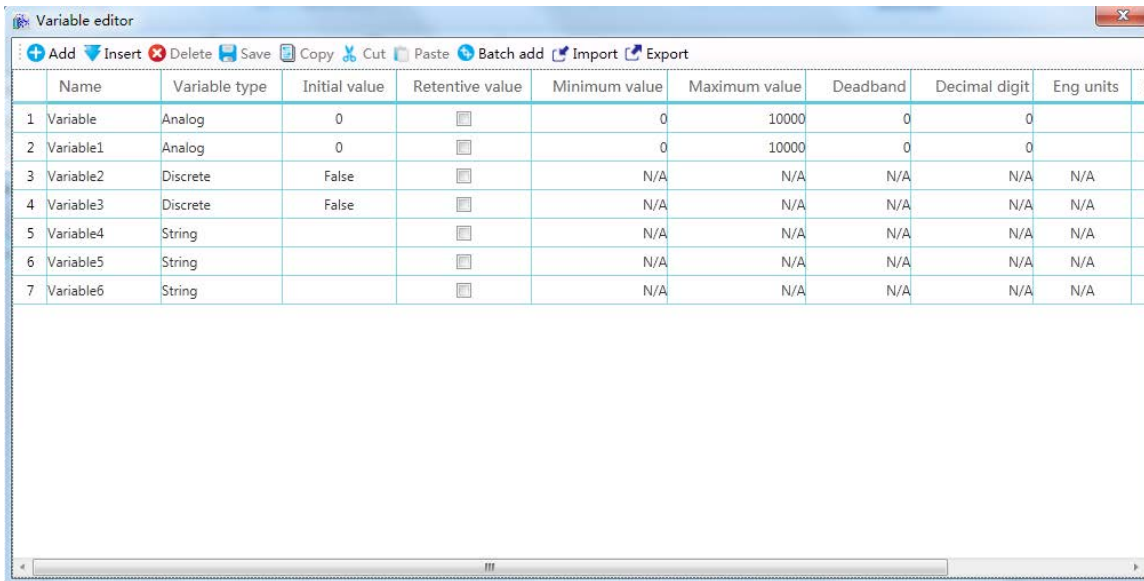 Variable editor
Add Insert Delete Save Copy Cut Paste Batch add Import Export
Name Variable type Initial value Retentive value Minimum value Maximum value Deadband Decimal digit Eng units
1 Variable Analog 0 0 10000 0 0
2 Variable1 Analog 0 0 10000 0 0
3 Variable2 Discrete False N/A N/A N/A N/A N/A
4 Variable3 Discrete False N/A N/A N/A N/A N/A
5 Variable4 String N/A N/A N/A N/A N/A
6 Variable5 String N/A N/A N/A N/A N/A
7 Variable6 String N/A N/A N/A N/A N/A